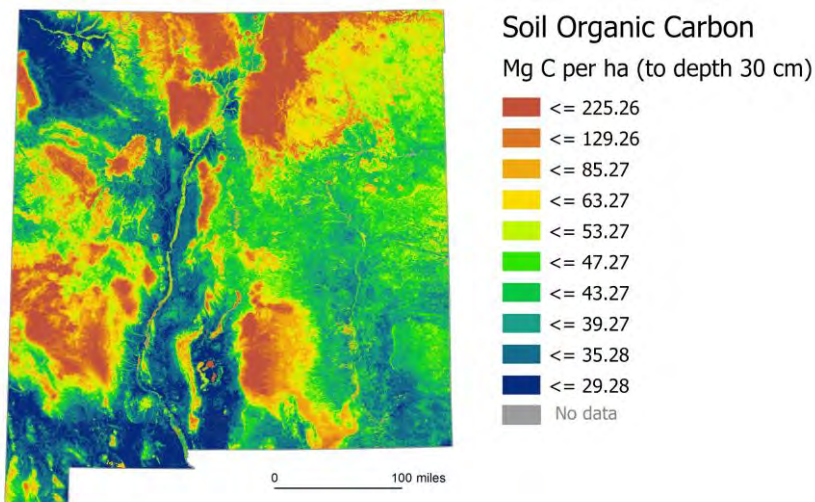 Soil Organic Carbon
Mg C per ha (to depth 30 cm)
<= 225.26
<= 129.26
<= 85.27
<= 63.27
<= 53.27
<= 47.27
<= 43.27
<= 39.27
<= 35.28
<= 29.28
No data
0 100 miles